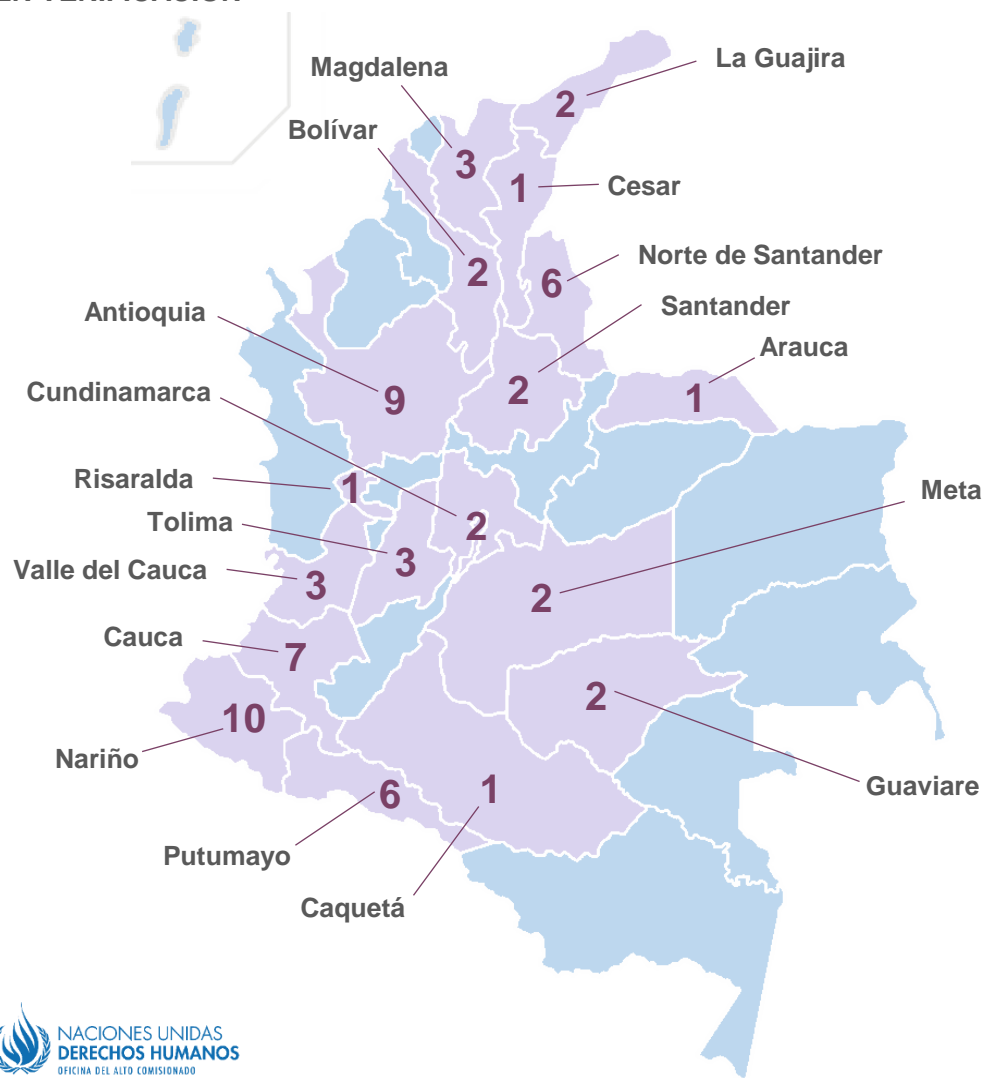 La Guajira
Magdalena
2
Bolívar
3
1
Cesar
2
Norte de Santander
6
Santander
Antioquia
Arauca
9
2
1
Cundinamarca
Risaralda
1
Meta
Tolima
2
3
Valle del Cauca
3
2
Cauca
7
2
10
Nariño
Guaviare
6
1
Putumayo
Caquetá
NACIONES UNIDAS
DERECHOS HUMANOS
OFICINA DEL ALTO COMISIONADO